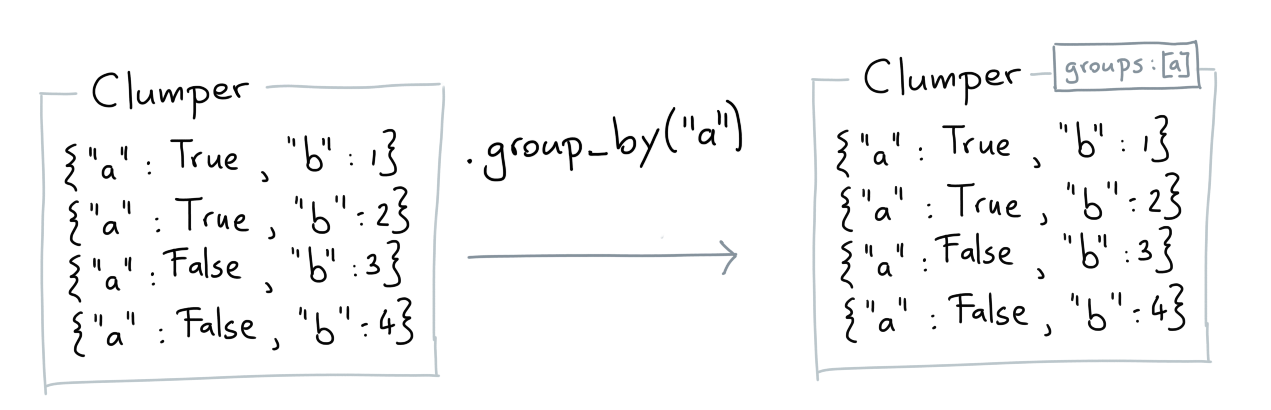 Clumper
{"a" : True , "b" : 1}
{"a" : True , "b" : 2}
{"a" : False , "b" : 3}
{"a" : False , "b" : 4}
.group_by("a")
Clumper
groups: [a]
{"a" : True , "b" : 1}
{"a" : True , "b" : 2}
{"a" : False , "b" : 3}
{"a" : False , "b" : 4}